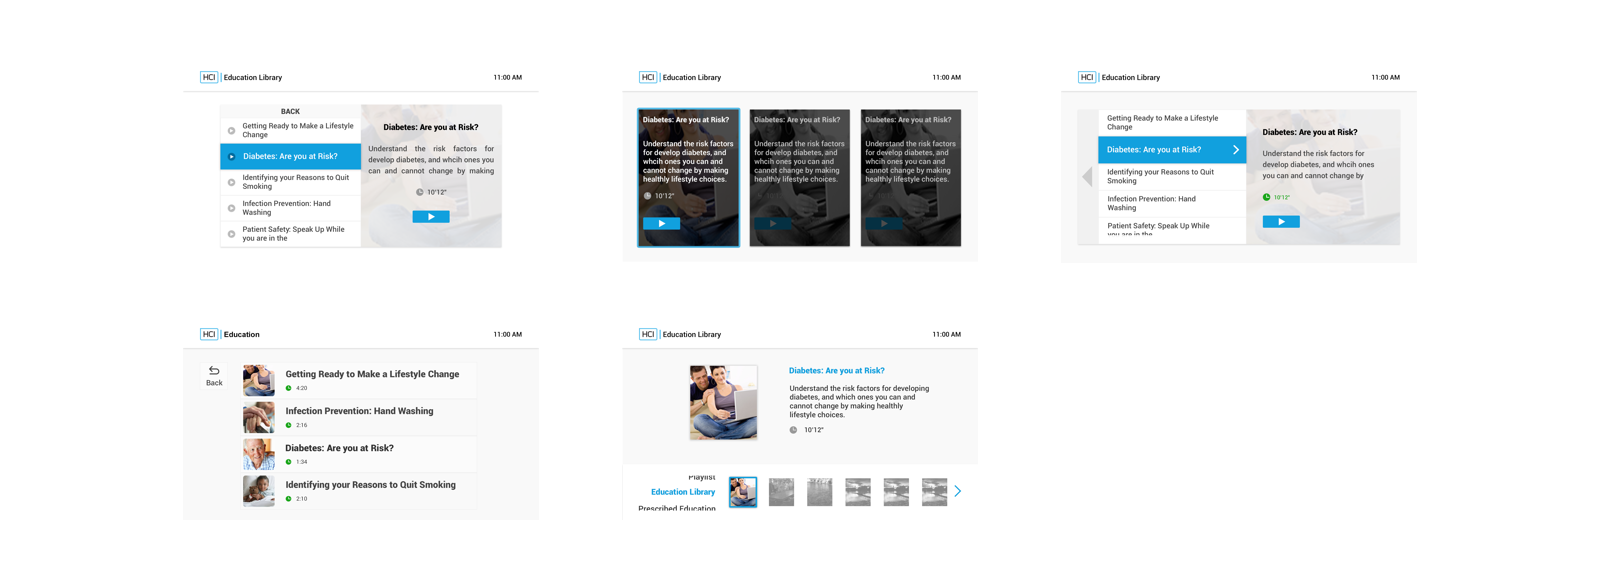 HCI Education Library 11:00 AM
BACK
Getting Ready to Make a Lifestyle
Change
Diabetes: Are you at Risk?
Identifying your Reasons to Quit
Smoking
Infection Prevention: Hand
Washing
Patient Safety: Speak Up While
you are in the
Diabetes: Are you at Risk?
Understand the risk factors for
develop diabetes, and whcih ones you
can and cannot change by making
10'12"
HCI Education Library 11:00 AM
Diabetes: Are you at Risk?
Understand the risk factors
for develop diabetes, and
whcih ones you can and
cannot change by making
healthly lifestyle choices.
10'12"
Diabetes: Are you at Risk?
Understand the risk factors
for develop diabetes, and
whcih ones you can and
cannot change by making
healthly lifestyle choices.
Diabetes: Are you at Risk?
Understand the risk factors
for develop diabetes, and
whcih ones you can and
cannot change by making
healthly lifestyle choices.
HCI Education Library 11:00 AM
Getting Ready to Make a Lifestyle
Change
Diabetes: Are you at Risk?
Identifying your Reasons to Quit
Smoking
Infection Prevention: Hand
Washing
Patient Safety: Speak Up While
you are in the
Diabetes: Are you at Risk?
Understand the risk factors for
develop diabetes, and whcih ones
you can and cannot change by
10'12"
HCI Education 11:00 AM
Back
Getting Ready to Make a Lifestyle Change
4:20
Infection Prevention: Hand Washing
2:16
Diabetes: Are you at Risk?
1:34
Identifying your Reasons to Quit Smoking
2:10
HCI Education Library 11:00 AM
Diabetes: Are you at Risk?
Understand the risk factors for developing
diabetes, and which ones you can and
cannot change by making healthly
lifestyle choices.
10'12"
Playlist
Education Library
Prescribed Education